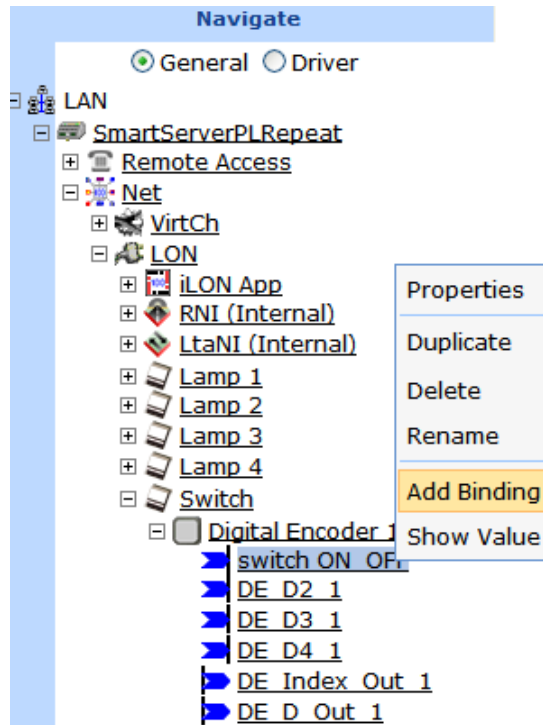 Navigate
General Driver
LAN
SmartServerPLRepeat
Remote Access
Net
VirtCh
LON
iLON App
RNI (Internal)
LtaNI (Internal)
Lamp 1
Lamp 2
Lamp 3
Lamp 4
Switch
Digital Encoder 1
switch ON_OFF
DE_D2_1
DE_D3_1
DE_D4_1
DE_Index_Out_1
DE_D_Out_1
Properties
Duplicate
Delete
Rename
Add Binding
Show Value